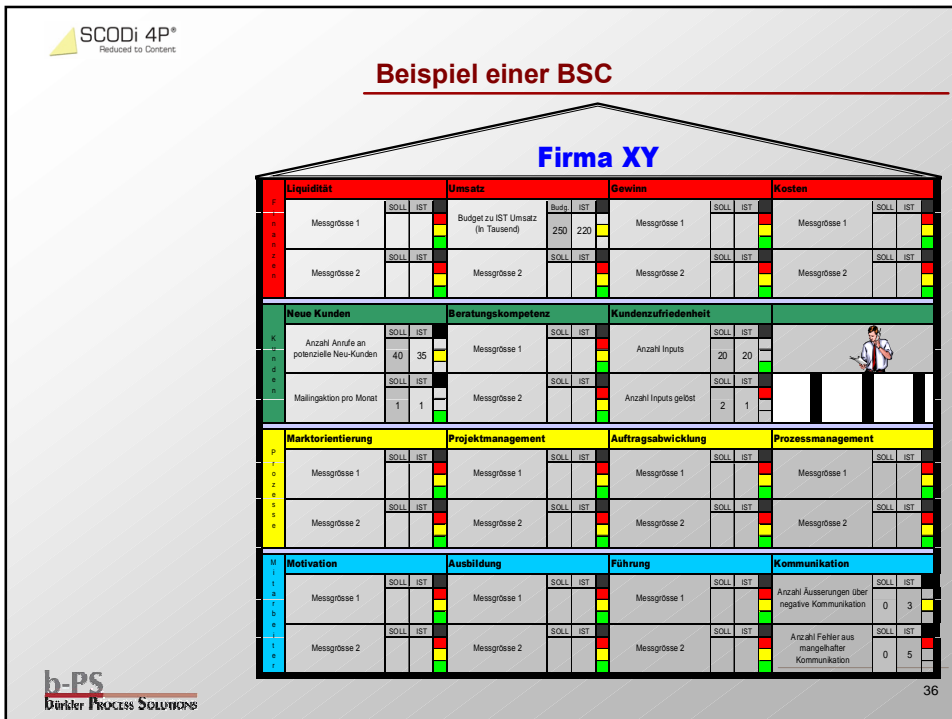 SCODi 4P®
Reduced to Content
Beispiel einer BSC
Firma XY
Finanzen
Liquidität
Umsatz
Gewinn
Kosten
SOLL IST
Budg. IST
SOLL IST
SOLL IST
Messgrösse 1
Budget zu IST Umsatz
(In Tausend)
250 220
Messgrösse 1
Messgrösse 1
SOLL IST
SOLL IST
SOLL IST
SOLL IST
Messgrösse 2
Messgrösse 2
Messgrösse 2
Messgrösse 2
Kunden
Neue Kunden
Beratungskompetenz
Kundenzufriedenheit
SOLL IST
SOLL IST
SOLL IST
Anzahl Anrufe an
potenzielle Neu-Kunden
40 35
Messgrösse 1
Anzahl Inputs
20 20
SOLL IST
SOLL IST
SOLL IST
Mailingaktion pro Monat
1 1
Messgrösse 2
Anzahl Inputs gelöst
2 1
Prozesse
Marktorientierung
Projektmanagement
Auftragsabwicklung
Prozessmanagement
SOLL IST
SOLL IST
SOLL IST
SOLL IST
Messgrösse 1
Messgrösse 1
Messgrösse 1
Messgrösse 1
SOLL IST
SOLL IST
SOLL IST
SOLL IST
Messgrösse 2
Messgrösse 2
Messgrösse 2
Messgrösse 2
Mitarbeiter
Motivation
Ausbildung
Führung
Kommunikation
SOLL IST
SOLL IST
SOLL IST
SOLL IST
Messgrösse 1
Messgrösse 1
Messgrösse 1
Anzahl Äusserungen über
negative Kommunikation
0 3
SOLL IST
SOLL IST
SOLL IST
SOLL IST
Messgrösse 2
Messgrösse 2
Messgrösse 2
Anzahl Fehler aus
mangelhafter
Kommunikation
0 5
b-PS
Dürkler PROCESS SOLUTIONS
36